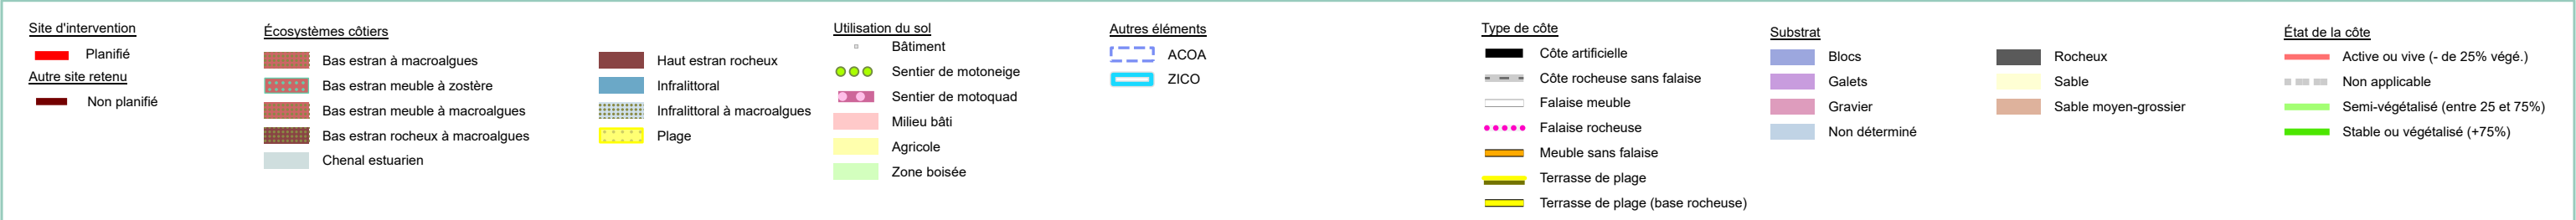 Site d'intervention
Planifié
Autre site retenu
Non planifié
Écosystèmes côtiers
Bas estran à macroalgues
Bas estran meuble à zostère
Bas estran meuble à macroalgues
Bas estran rocheux à macroalgues
Chenal estuarien
Haut estran rocheux
Infralittoral
Infralittoral à macroalgues
Plage
Utilisation du sol
Bâtiment
Sentier de motoneige
Sentier de motoquad
Milieu bâti
Agricole
Zone boisée
Autres éléments
ACOA
ZICO
Type de côte
Côte artificielle
Côte rocheuse sans falaise
Falaise meuble
Falaise rocheuse
Meuble sans falaise
Terrasse de plage
Terrasse de plage (base rocheuse)
Substrat
Blocs
Galets
Gravier
Non déterminé
Rocheux
Sable
Sable moyen-grossier
État de la côte
Active ou vive (- de 25% végé.)
Non applicable
Semi-végétalisé (entre 25 et 75%)
Stable ou végétalisé (+75%)